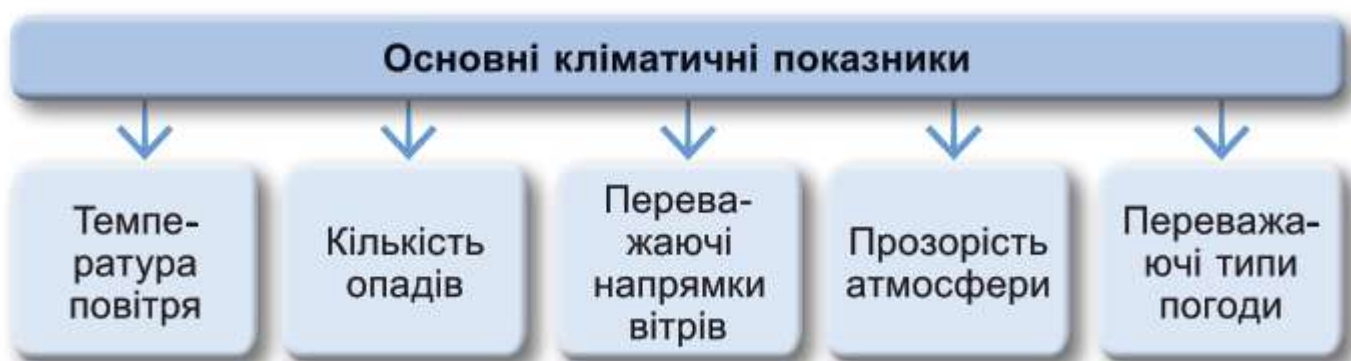 Основні кліматичні показники
Темпе-
ратура
повітря
Кількість
опадів
Перева-
жаючі
напрямки
вітрів
Прозорість
атмосфери
Переважа-
ючі типи
погоди